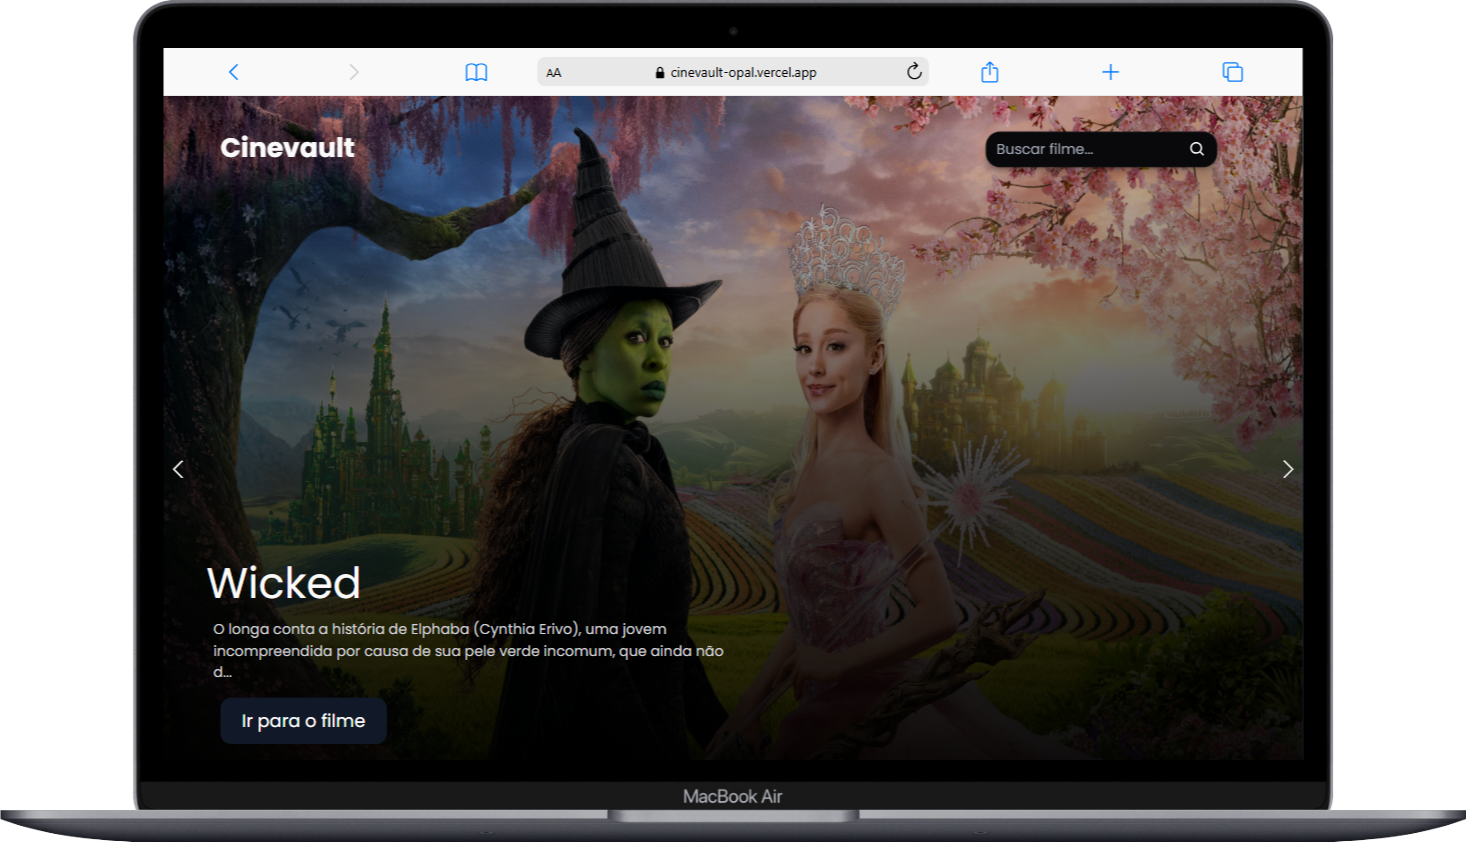 AA
cinevault-opal.vercel.app
Cinevault
Buscar filme...
Wicked
O longa conta a história de Elphaba (Cynthia Erivo), uma jovem
incompreendida por causa de sua pele verde incomum, que ainda não
d...
Ir para o filme
MacBook Air